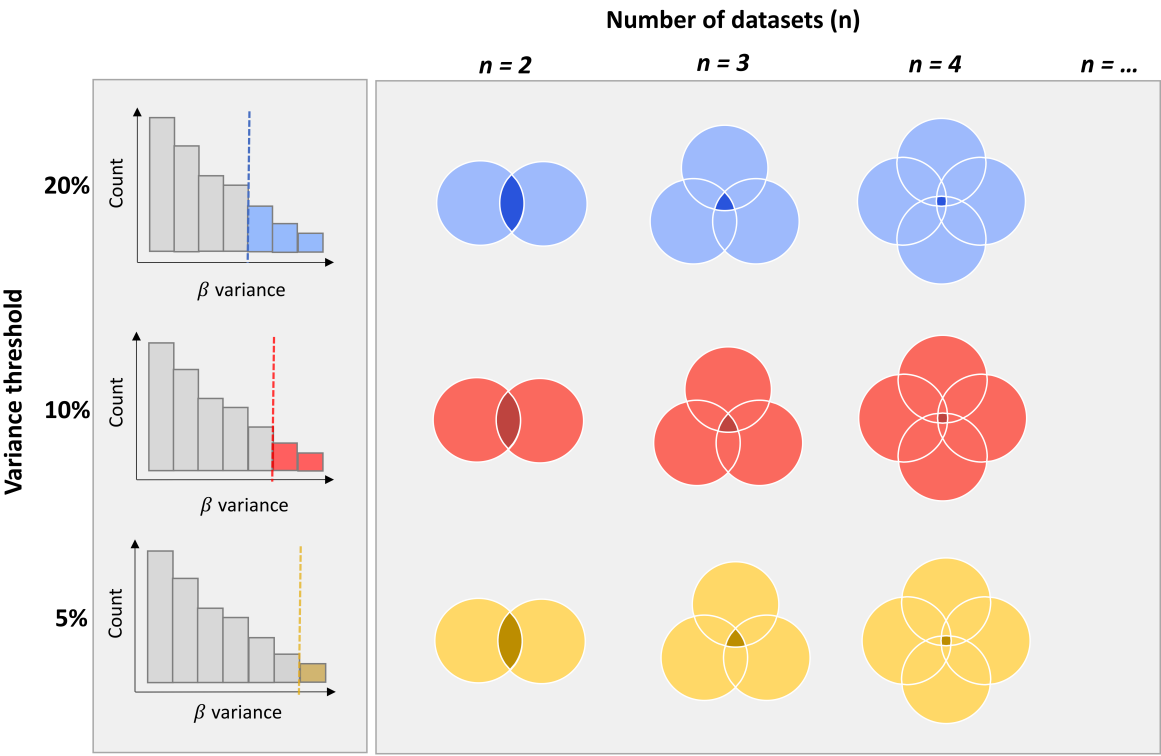 Number of datasets (n)
n = 2
n = 3
n = 4
n = ...
Variance threshold
20%
Count
β variance
10%
Count
β variance
5%
Count
β variance